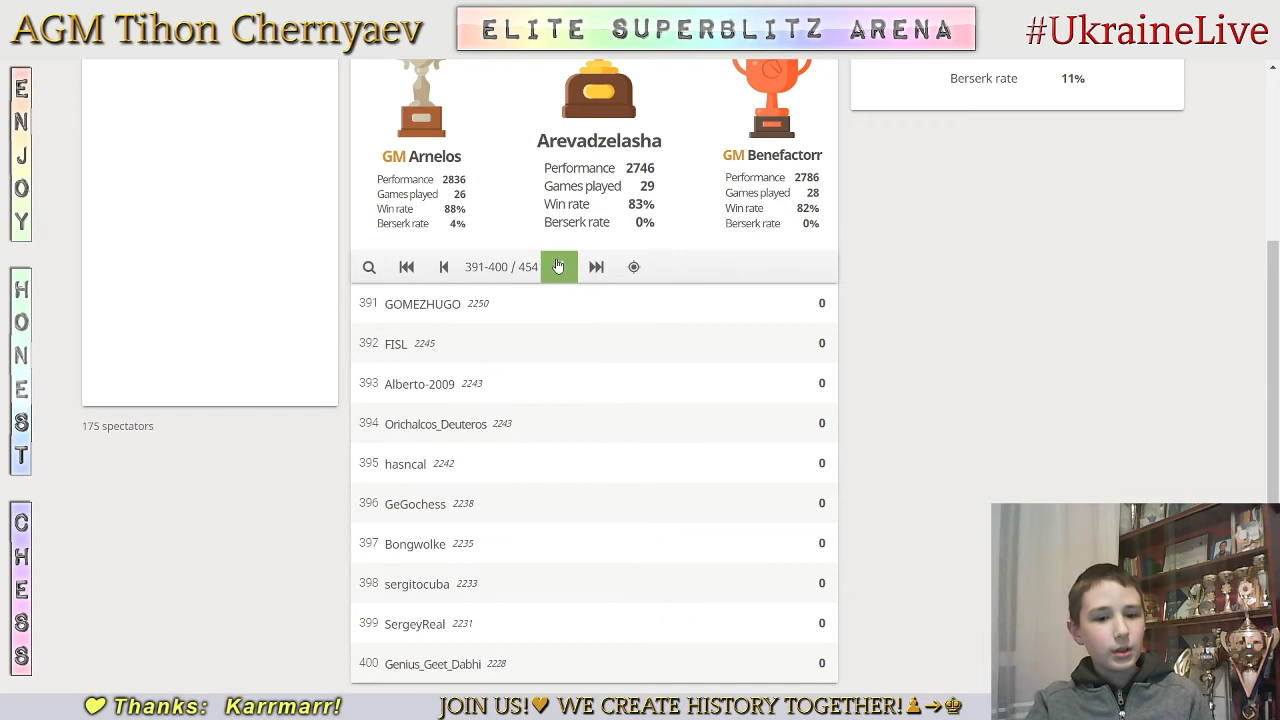 AGM Tihon Chernyaev
ELITE SUPERBLITZ ARENA
#UkraineLive
ENJOY
HONEST
CHESS
Berserk rate 11%
GM Arnelos
Performance 2836
Games played 26
Win rate 88%
Berserk rate 4%
Arevadzelasha
Performance 2746
Games played 29
Win rate 83%
Berserk rate 0%
GM Benefactorr
Performance 2786
Games played 28
Win rate 82%
Berserk rate 0%
391-400 / 454
391 GOMEZHUGO 2250 0
392 FISL 2245 0
393 Alberto-2009 2243 0
394 Orichalcos_Deuteros 2243 0
395 hasncal 2242 0
396 GeGochess 2238 0
397 Bongwolke 2235 0
398 sergitocuba 2233 0
399 SergeyReal 2231 0
400 Genius_Geet_Dabhi 2228 0
175 spectators
Thanks: Karrmarr!
JOIN US!♥ WE CREATE HISTORY TOGETHER!♟→♚